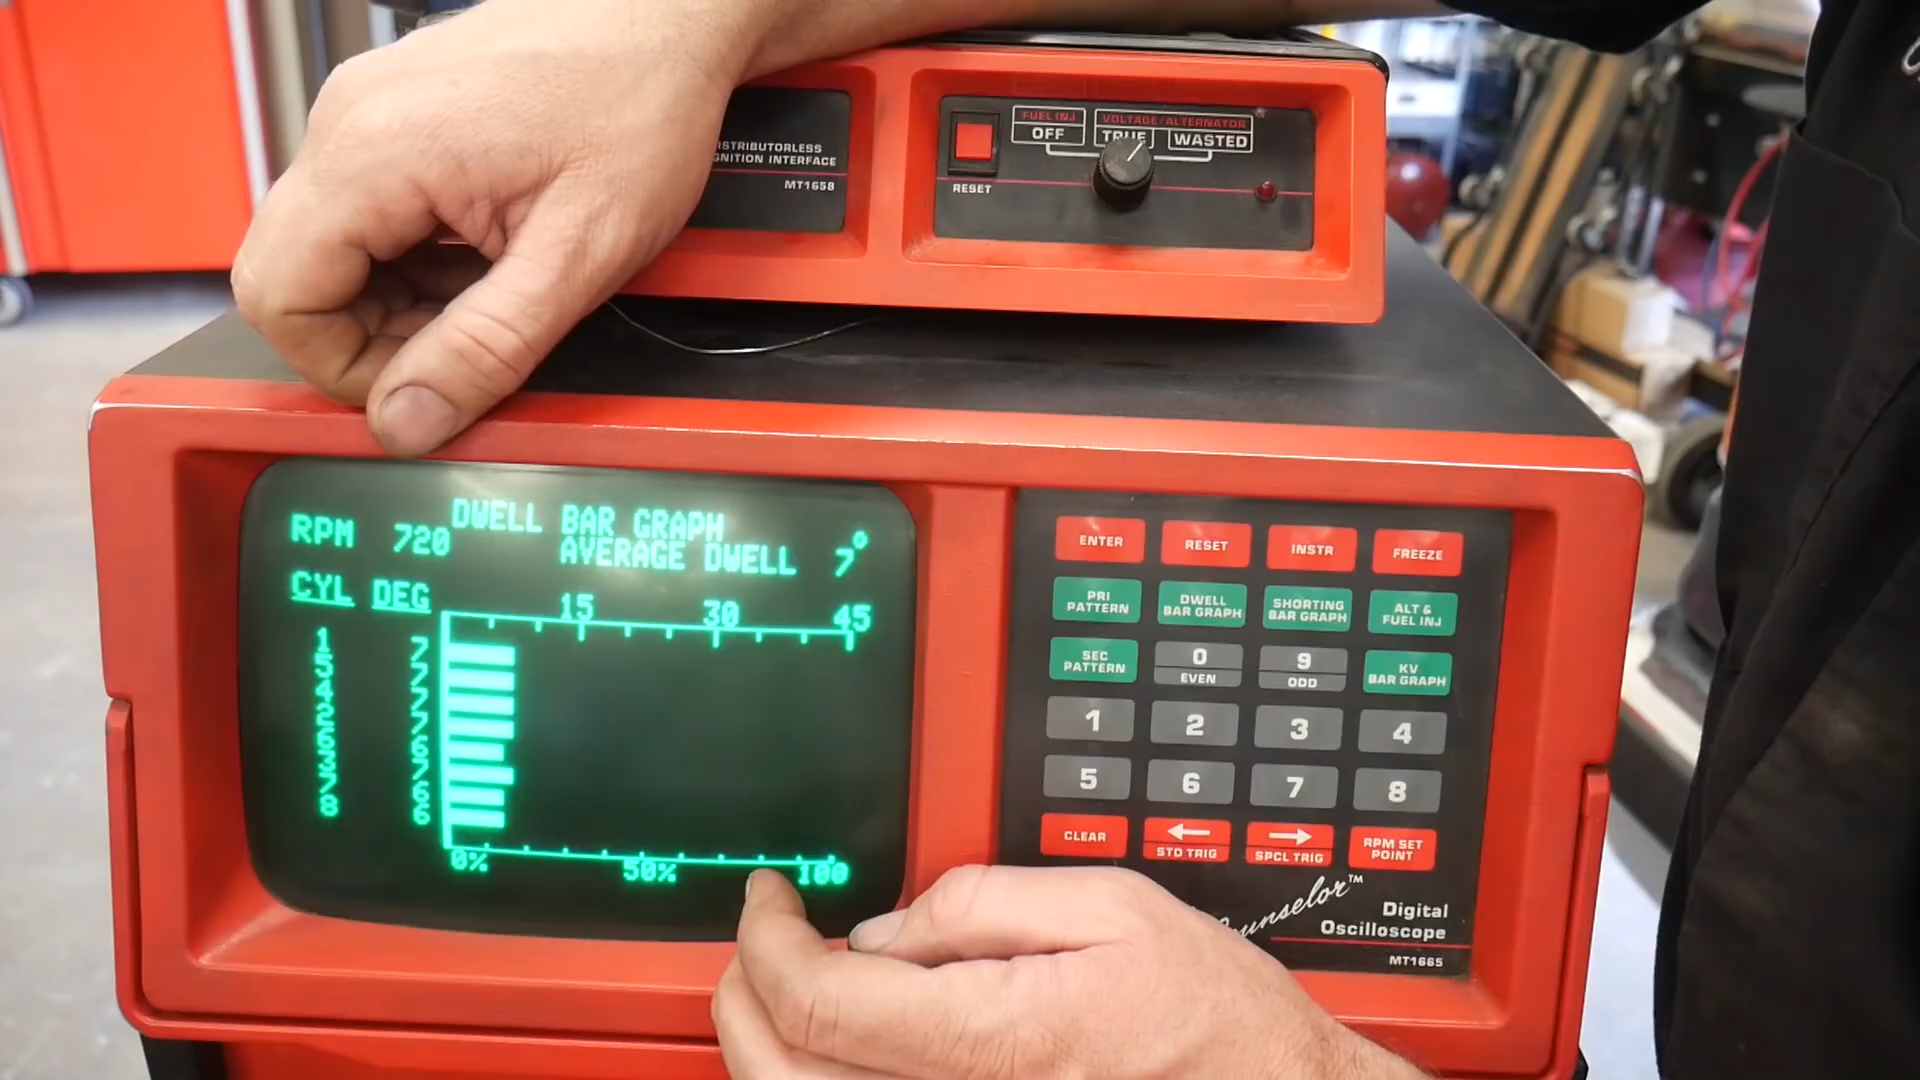 FUEL INJ
VOLTAGE/ALTERNATOR
OFF
TRUE
WASTED
IGNITION INTERFACE
MT1658
RESET
DWELL BAR GRAPH
RPM 720
AVERAGE DWELL 7°
CYL DEG 15 30 45
1 7
5 7
4 7
2 7
6 6
3 7
7 6
8 6
0% 50% 100
ENTER RESET INSTR FREEZE
PRI PATTERN
DWELL BAR GRAPH
SHORTING BAR GRAPH
ALT & FUEL INJ
SEC PATTERN
0 EVEN
9 ODD
KV BAR GRAPH
1 2 3 4
5 6 7 8
CLEAR
STD TRIG
SPCL TRIG
RPM SET POINT
Digital
Oscilloscope
MT1665